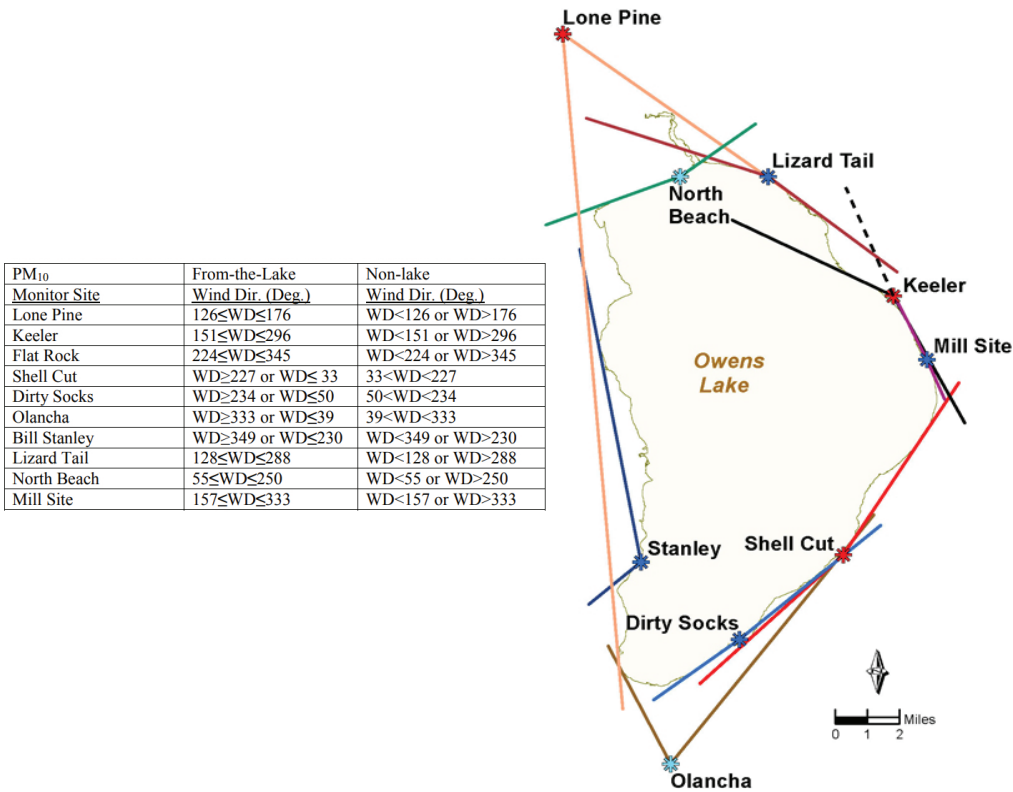 PM10 From-the-Lake Non-lake
Monitor Site Wind Dir. (Deg.) Wind Dir. (Deg.)
Lone Pine 126≤WD≤176 WD<126 or WD>176
Keeler 151≤WD≤296 WD<151 or WD>296
Flat Rock 224≤WD≤345 WD<224 or WD>345
Shell Cut WD≥227 or WD≤ 33 33<WD<227
Dirty Socks WD≥234 or WD≤50 50<WD<234
Olancha WD≥333 or WD≤39 39<WD<333
Bill Stanley WD≥349 or WD≤230 WD<349 or WD>230
Lizard Tail 128≤WD≤288 WD<128 or WD>288
North Beach 55≤WD≤250 WD<55 or WD>250
Mill Site 157≤WD≤333 WD<157 or WD>333
Lone Pine
Lizard Tail
North
Beach
Keeler
Mill Site
Owens
Lake
Stanley
Shell Cut
Dirty Socks
Olancha
Miles
0 1 2